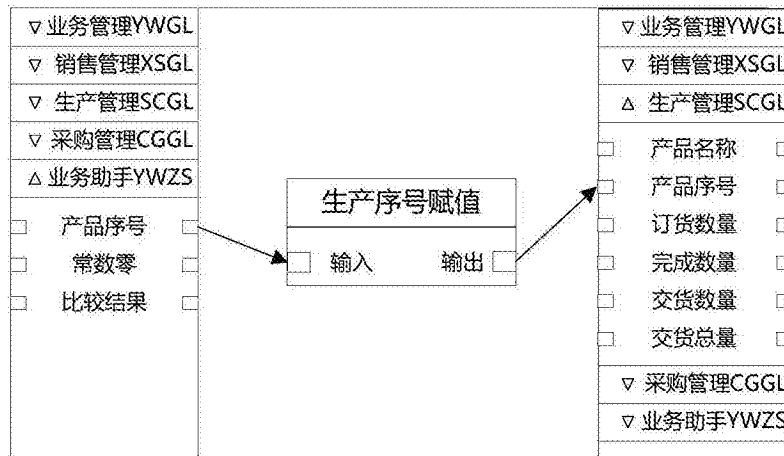 ▽业务管理YWGL
▽ 销售管理XSGL
▽ 生产管理SCGL
▽ 采购管理CGGL
△业务助手YWZS
产品序号
常数零
比较结果
生产序号赋值
输入 输出
▽业务管理YWGL
▽ 销售管理XSGL
△ 生产管理SCGL
产品名称
产品序号
订货数量
完成数量
交货数量
交货总量
▽ 采购管理CGGL
▽业务助手YWZS